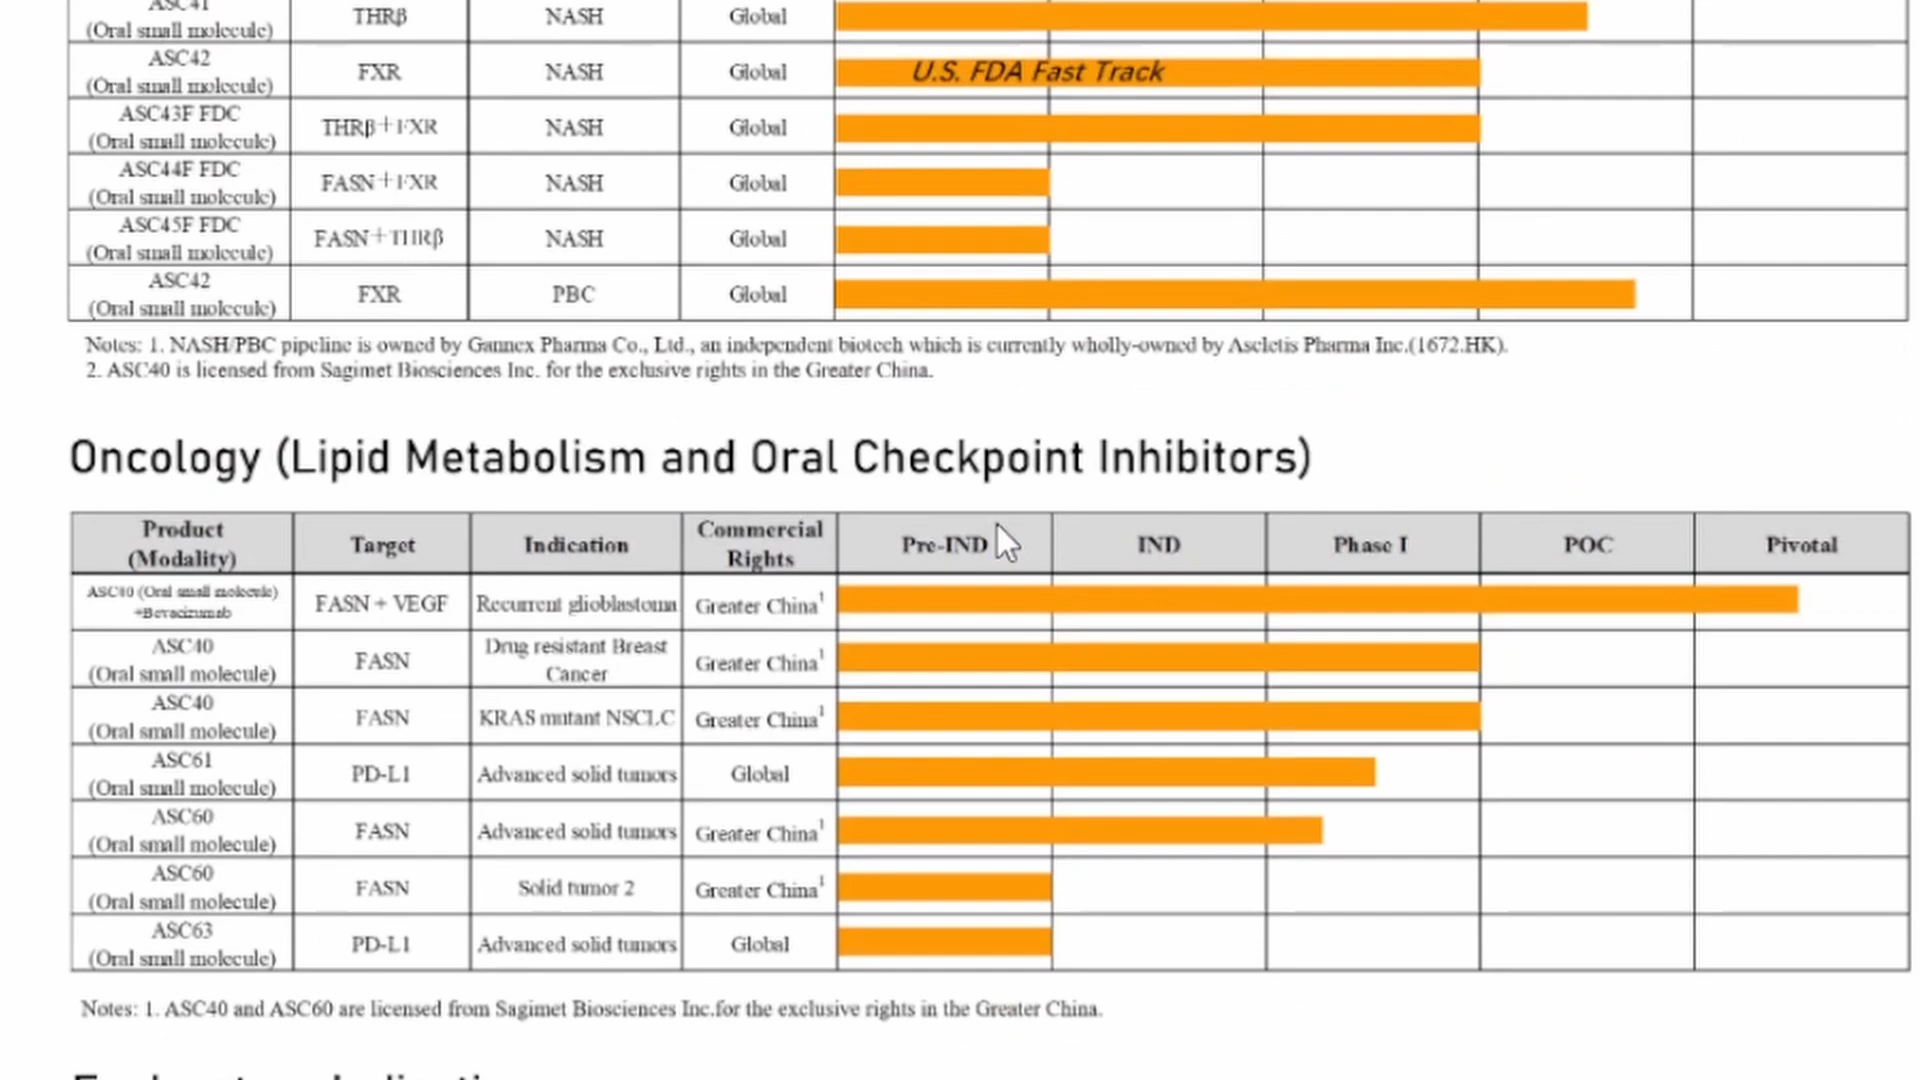 ASC41
(Oral small molecule)
THRβ
NASH
Global
ASC42
(Oral small molecule)
FXR
NASH
Global
U.S. FDA Fast Track
ASC43F FDC
(Oral small molecule)
THRβ+FXR
NASH
Global
ASC44F FDC
(Oral small molecule)
FASN+FXR
NASH
Global
ASC45F FDC
(Oral small molecule)
FASN+THRβ
NASH
Global
ASC42
(Oral small molecule)
FXR
PBC
Global
Notes: 1. NASH/PBC pipeline is owned by Gannex Pharma Co., Ltd., an independent biotech which is currently wholly-owned by Ascletis Pharma Inc.(1672.HK).
2. ASC40 is licensed from Sagimet Biosciences Inc. for the exclusive rights in the Greater China.
Oncology (Lipid Metabolism and Oral Checkpoint Inhibitors)
Product
(Modality)
Target
Indication
Commercial
Rights
Pre-IND
IND
Phase I
POC
Pivotal
ASC40 (Oral small molecule)
+Bevacizumab
FASN + VEGF
Recurrent glioblastoma
Greater China1
ASC40
(Oral small molecule)
FASN
Drug resistant Breast
Cancer
Greater China1
ASC40
(Oral small molecule)
FASN
KRAS mutant NSCLC
Greater China1
ASC61
(Oral small molecule)
PD-L1
Advanced solid tumors
Global
ASC60
(Oral small molecule)
FASN
Advanced solid tumors
Greater China1
ASC60
(Oral small molecule)
FASN
Solid tumor 2
Greater China1
ASC63
(Oral small molecule)
PD-L1
Advanced solid tumors
Global
Notes: 1. ASC40 and ASC60 are licensed from Sagimet Biosciences Inc.for the exclusive rights in the Greater China.